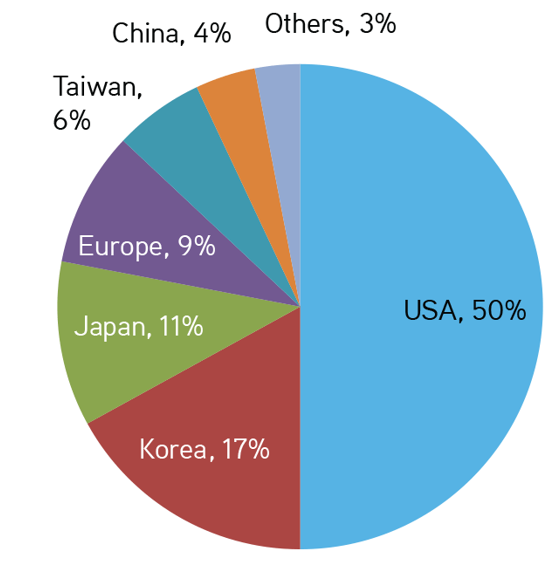 Others, 3%
China, 4%
Taiwan,
6%
Europe, 9%
USA, 50%
Japan, 11%
Korea, 17%